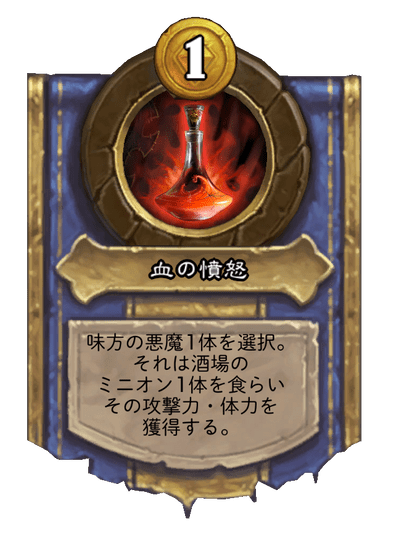 1
血の憤怒
味方の悪魔1体を選択。
それは酒場の
ミニオン1体を食らい
その攻撃力・体力を
獲得する。